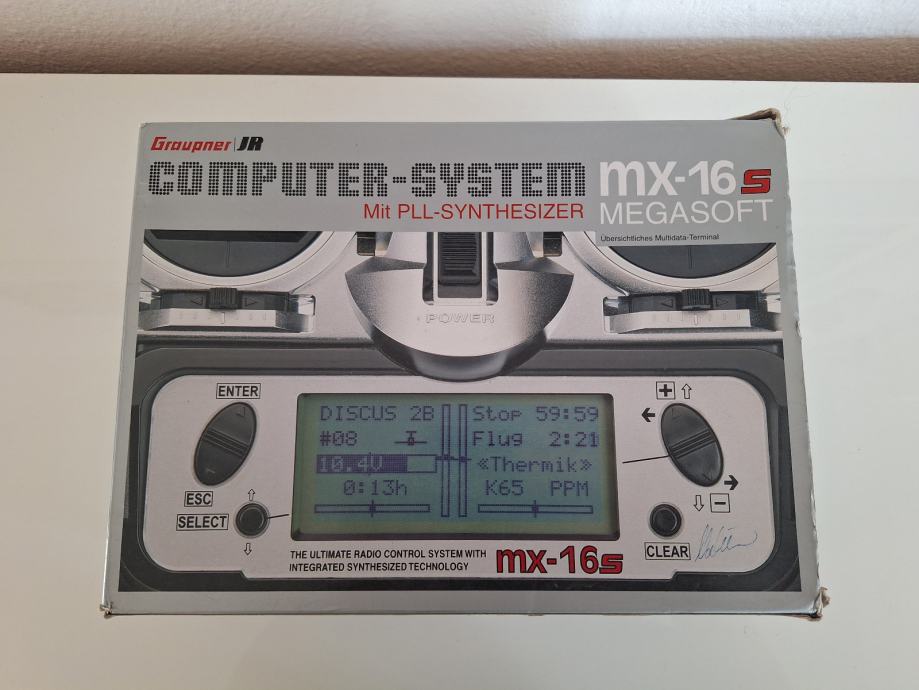 Graupner JR
COMPUTER-SYSTEM
mx-16s
Mit PLL-SYNTHESIZER
MEGASOFT
Übersichtliches Multidata-Terminal
POWER
ENTER
ESC
SELECT
DISCUS 2B Stop 59:59
#08 Flug 2:21
10.4V «Thermik»
0:13h K65 PPM
+
-
CLEAR
THE ULTIMATE RADIO CONTROL SYSTEM WITH
INTEGRATED SYNTHESIZED TECHNOLOGY
mx-16s